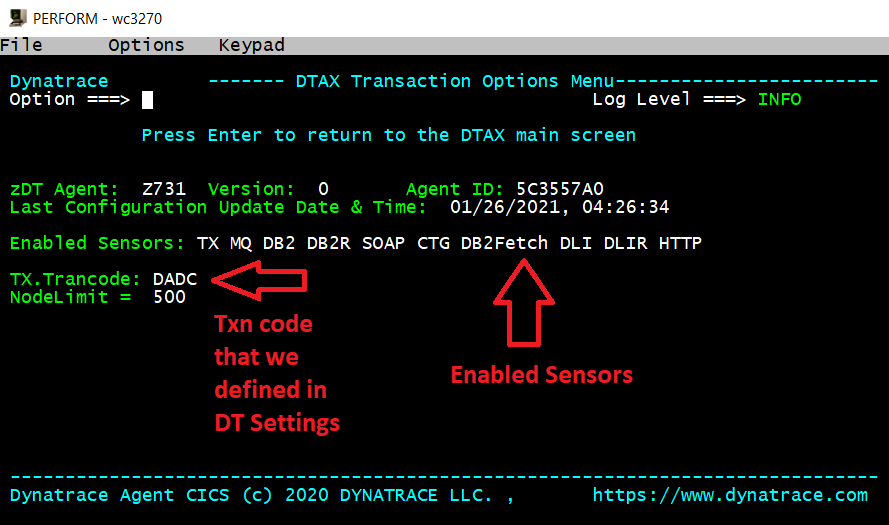 PERFORM - wc3270
File Options Keypad
Dynatrace ------- DTAX Transaction Options Menu------------------------
Option ===> Log Level ===> INFO
Press Enter to return to the DTAX main screen
zDT Agent: Z731 Version: 0 Agent ID: 5C3557A0
Last Configuration Update Date & Time: 01/26/2021, 04:26:34
Enabled Sensors: TX MQ DB2 DB2R SOAP CTG DB2Fetch DLI DLIR HTTP
TX.Trancode: DADC
NodeLimit = 500
Txn code
that we
defined in
DT Settings
Enabled Sensors
-------------------------------------------------------------------------------
Dynatrace Agent CICS (c) 2020 DYNATRACE LLC. , https://www.dynatrace.com